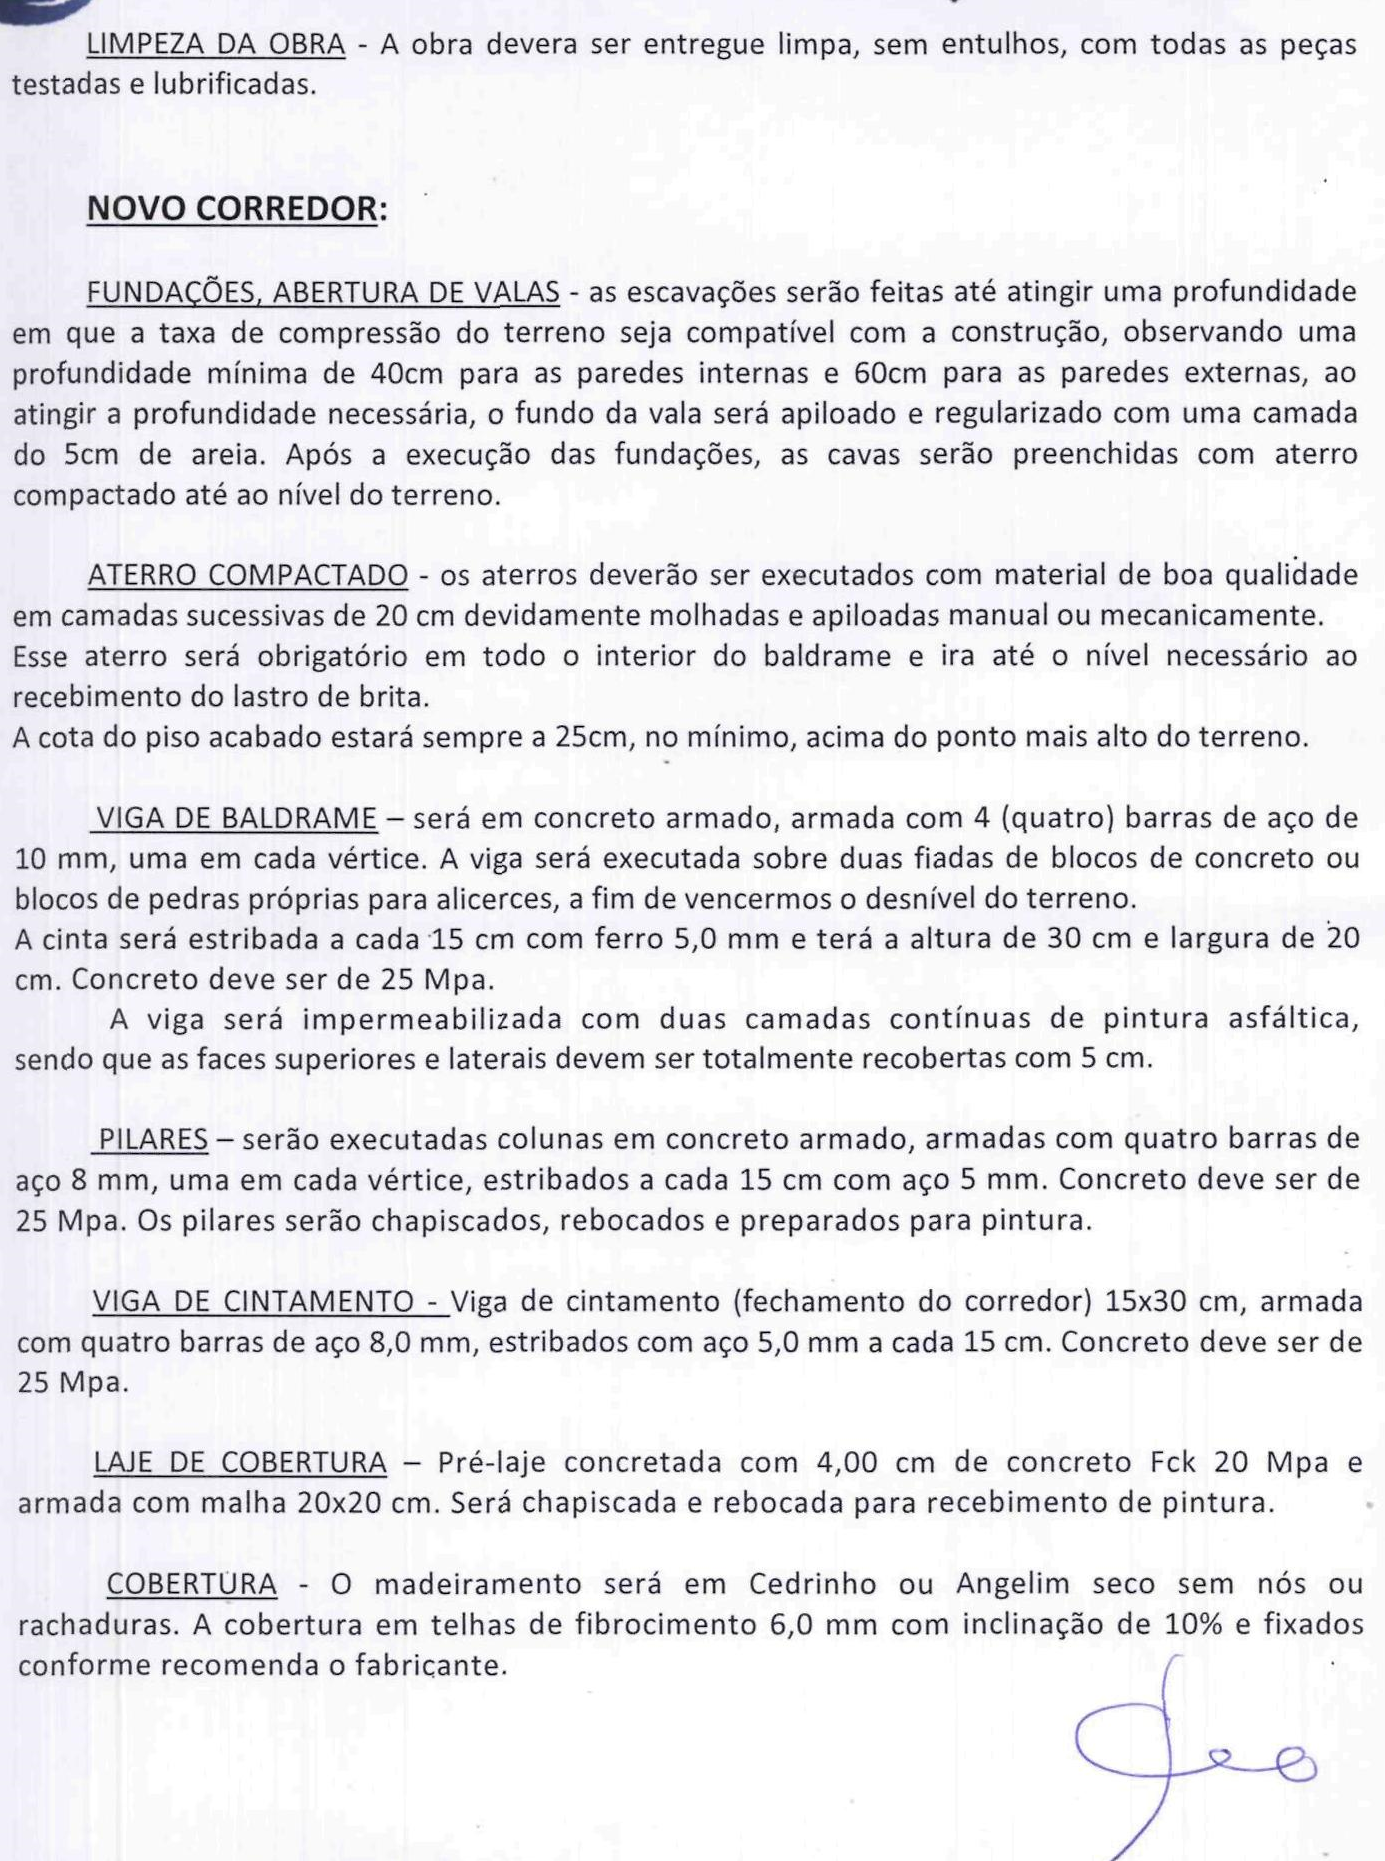 LIMPEZA DA OBRA - A obra devera ser entregue limpa, sem entulhos, com todas as peças
testadas e lubrificadas.
NOVO CORREDOR:
FUNDAÇÕES, ABERTURA DE VALAS - as escavações serão feitas até atingir uma profundidade
em que a taxa de compressão do terreno seja compatível com a construção, observando uma
profundidade mínima de 40cm para as paredes internas e 60cm para as paredes externas, ao
atingir a profundidade necessária, o fundo da vala será apiloado e regularizado com uma camada
do 5cm de areia. Após a execução das fundações, as cavas serão preenchidas com aterro
compactado até ao nível do terreno.
ATERRO COMPACTADO - os aterros deverão ser executados com material de boa qualidade
em camadas sucessivas de 20 cm devidamente molhadas e apiloadas manual ou mecanicamente.
Esse aterro será obrigatório em todo o interior do baldrame e ira até o nível necessário ao
recebimento do lastro de brita.
A cota do piso acabado estará sempre a 25cm, no mínimo, acima do ponto mais alto do terreno.
VIGA DE BALDRAME – será em concreto armado, armada com 4 (quatro) barras de aço de
10 mm, uma em cada vértice. A viga será executada sobre duas fiadas de blocos de concreto ou
blocos de pedras próprias para alicerces, a fim de vencermos o desnível do terreno.
A cinta será estribada a cada 15 cm com ferro 5,0 mm e terá a altura de 30 cm e largura de 20
cm. Concreto deve ser de 25 Mpa.
A viga será impermeabilizada com duas camadas contínuas de pintura asfáltica,
sendo que as faces superiores e laterais devem ser totalmente recobertas com 5 cm.
PILARES – serão executadas colunas em concreto armado, armadas com quatro barras de
aço 8 mm, uma em cada vértice, estribados a cada 15 cm com aço 5 mm. Concreto deve ser de
25 Mpa. Os pilares serão chapiscados, rebocados e preparados para pintura.
VIGA DE CINTAMENTO - Viga de cintamento (fechamento do corredor) 15x30 cm, armada
com quatro barras de aço 8,0 mm, estribados com aço 5,0 mm a cada 15 cm. Concreto deve ser de
25 Mpa.
LAJE DE COBERTURA – Pré-laje concretada com 4,00 cm de concreto Fck 20 Mpa e
armada com malha 20x20 cm. Será chapiscada e rebocada para recebimento de pintura.
COBERTURA - O madeiramento será em Cedrinho ou Angelim seco sem nós ou
rachaduras. A cobertura em telhas de fibrocimento 6,0 mm com inclinação de 10% e fixados
conforme recomenda o fabricante.